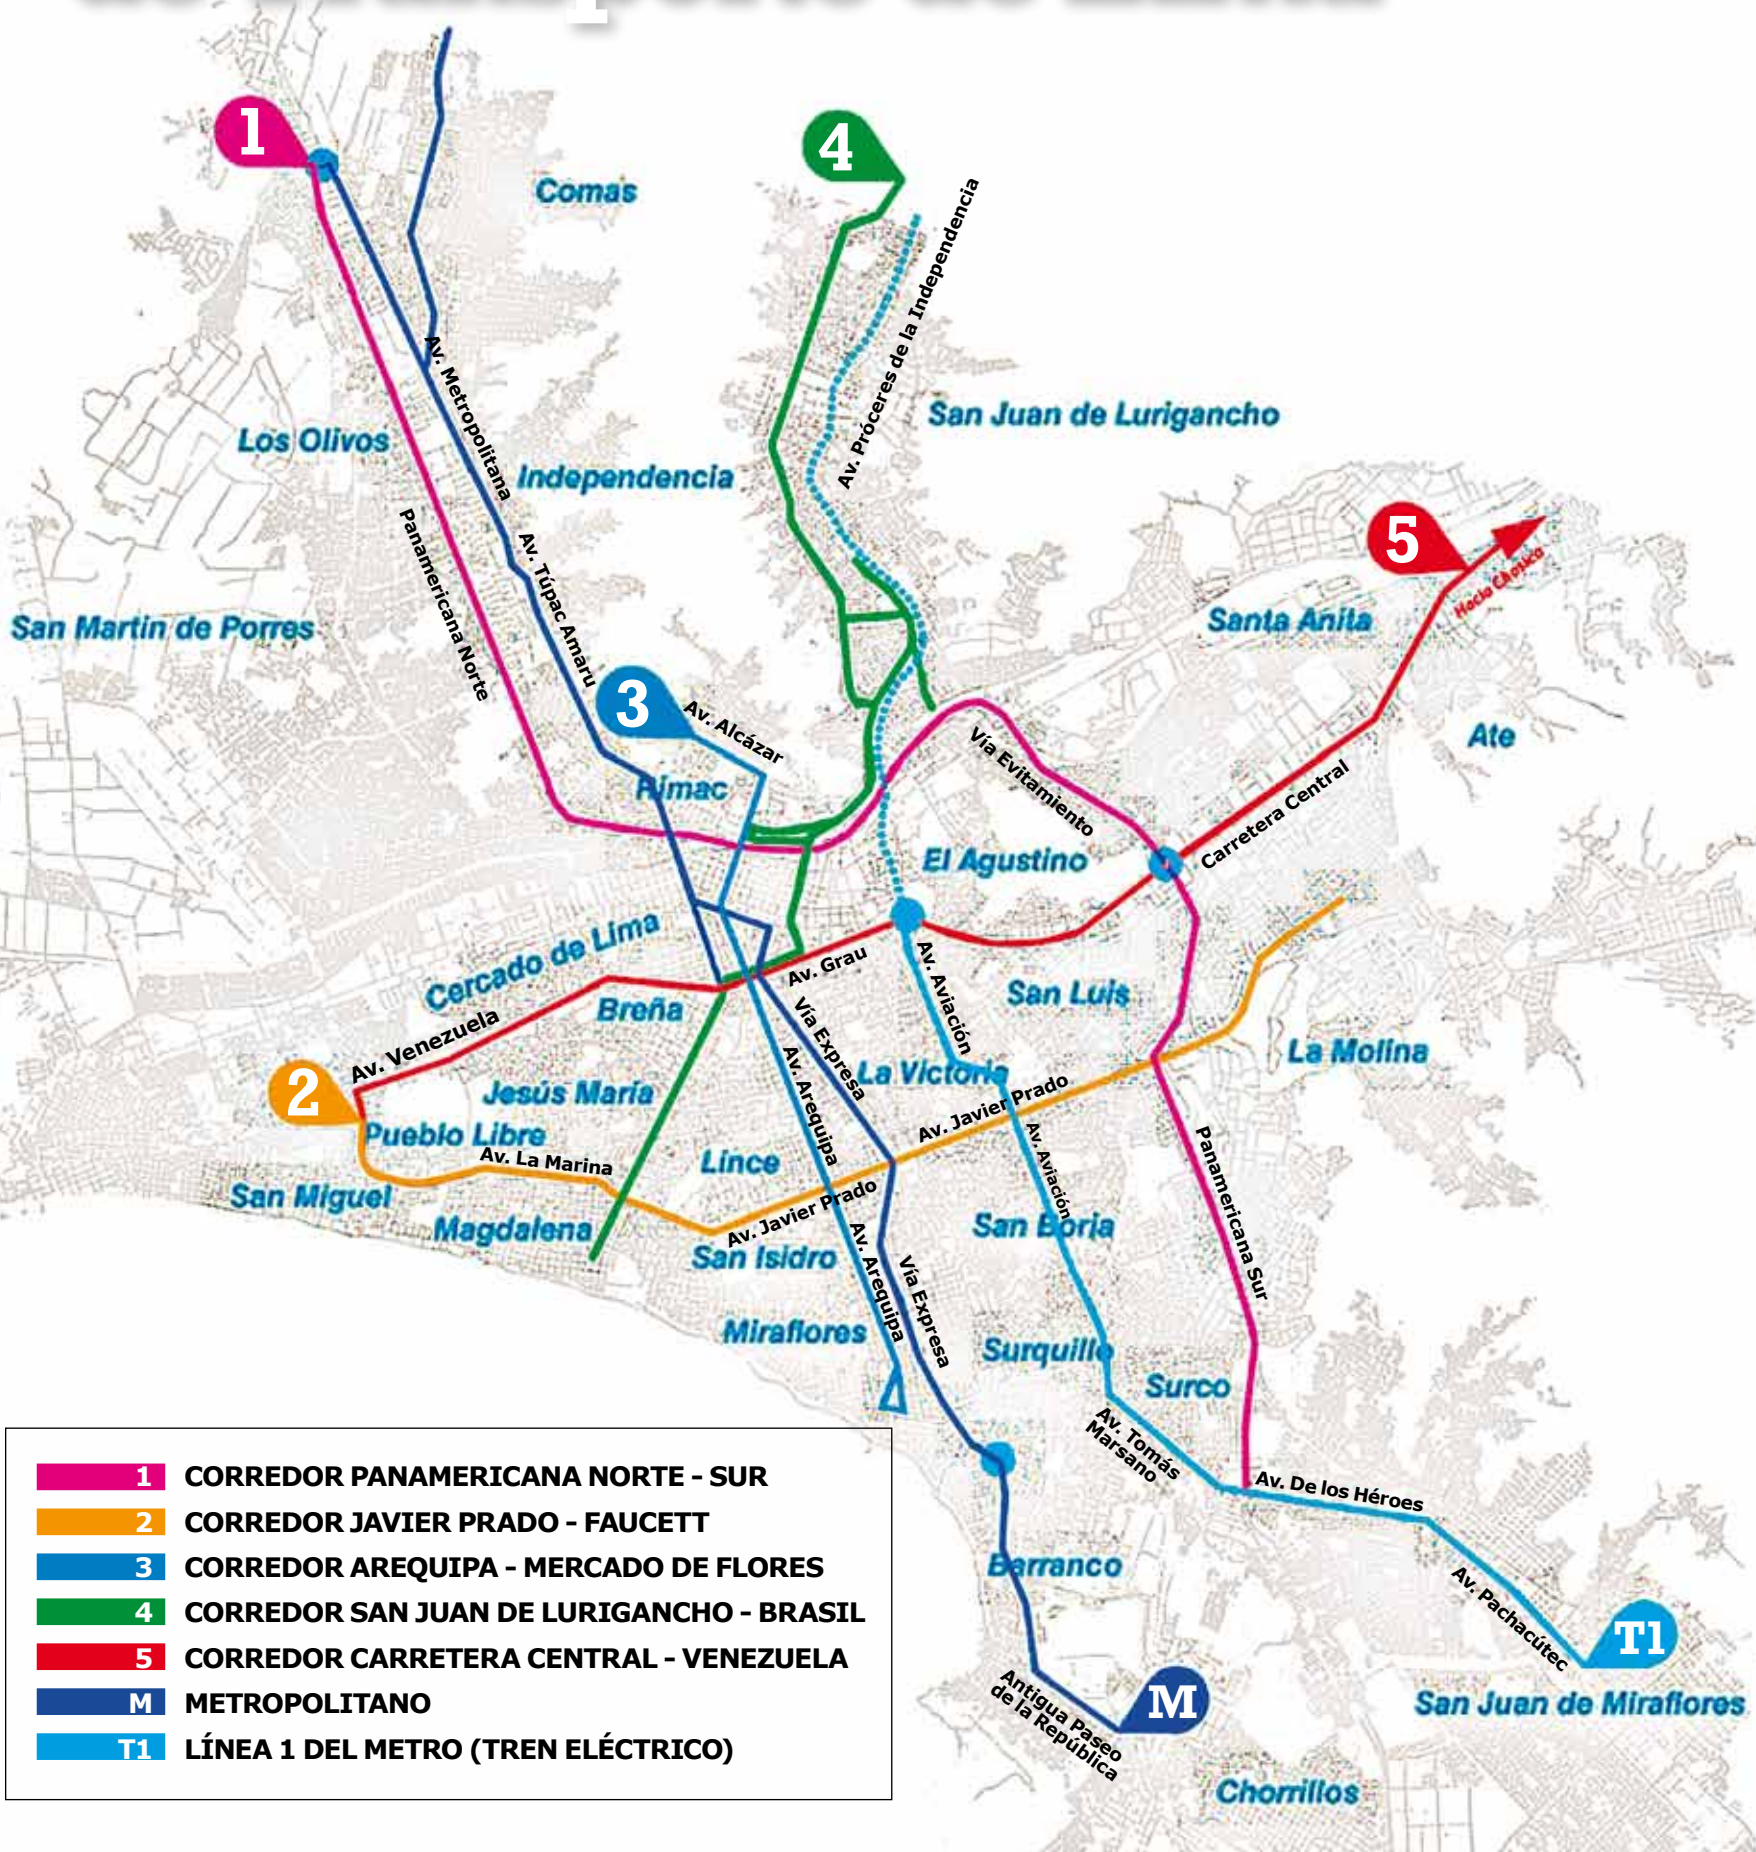 1
4
Comas
Av. Próceres de la Independencia
Av. Metropolitana
San Juan de Lurigancho
Los Olivos
Independencia
Panamericana Norte
Av. Túpac Amaru
5
Hacia Chosica
Santa Anita
San Martin de Porres
3
Av. Alcázar
Ate
Vía Evitamiento
Rimac
Carretera Central
El Agustino
Cercado de Lima
Av. Grau
Av. Aviación
San Luis
Breña
Av. Venezuela
Vía Expresa
La Molina
2
Av. Arequipa
La Victoria
Jesús María
Av. Javier Prado
Pueblo Libre
Av. La Marina
Lince
Av. Aviación
Panamericana Sur
San Miguel
Av. Javier Prado
Magdalena
San Borja
San Isidro
Av. Arequipa
Vía Expresa
Miraflores
Surquillo
Surco
Av. Tomás
Marsano
Av. De los Héroes
Barranco
Av. Pachacútec
T1
Antigua Paseo
de la República
M
San Juan de Miraflores
Chorrillos
1 CORREDOR PANAMERICANA NORTE - SUR
2 CORREDOR JAVIER PRADO - FAUCETT
3 CORREDOR AREQUIPA - MERCADO DE FLORES
4 CORREDOR SAN JUAN DE LURIGANCHO - BRASIL
5 CORREDOR CARRETERA CENTRAL - VENEZUELA
M METROPOLITANO
T1 LÍNEA 1 DEL METRO (TREN ELÉCTRICO)